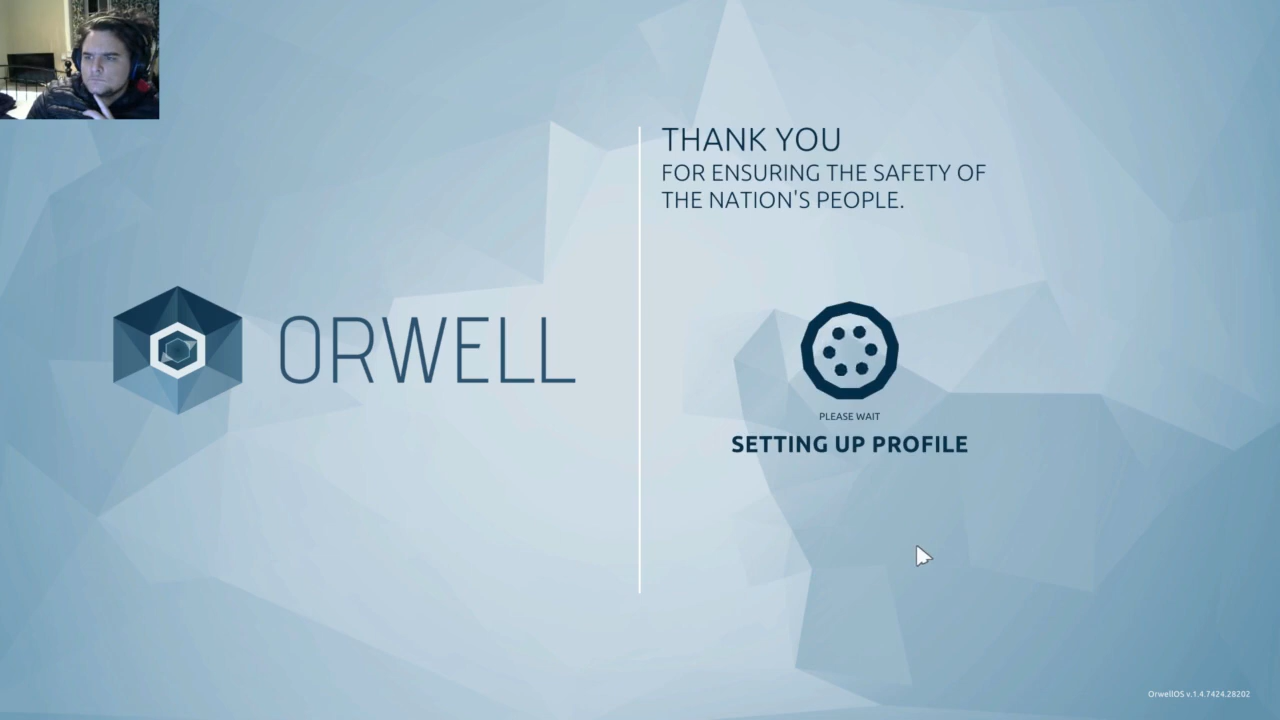 THANK YOU
FOR ENSURING THE SAFETY OF
THE NATION'S PEOPLE.
ORWELL
PLEASE WAIT
SETTING UP PROFILE
OrwellOS v.1.4.7424.28202